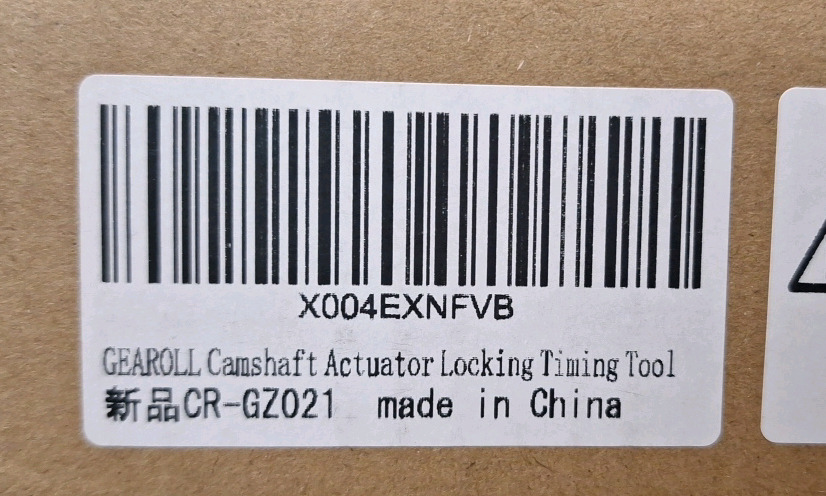 X004EXNFVB
GEAROLL Camshaft Actuator Locking Timing Tool
新品CR-GZ021 made in China